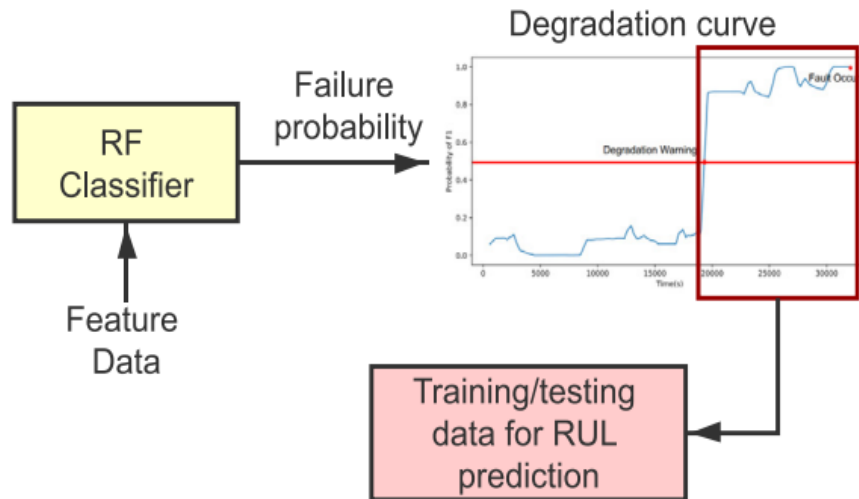 Degradation curve
Failure
probability
RF
Classifier
Feature
Data
Probability of F1
1.0
0.8
0.6
0.4
0.2
0.0
Fault Occu
Degradation Warning
0
5000
10000
15000
20000
25000
30000
Time(s)
Training/testing
data for RUL
prediction